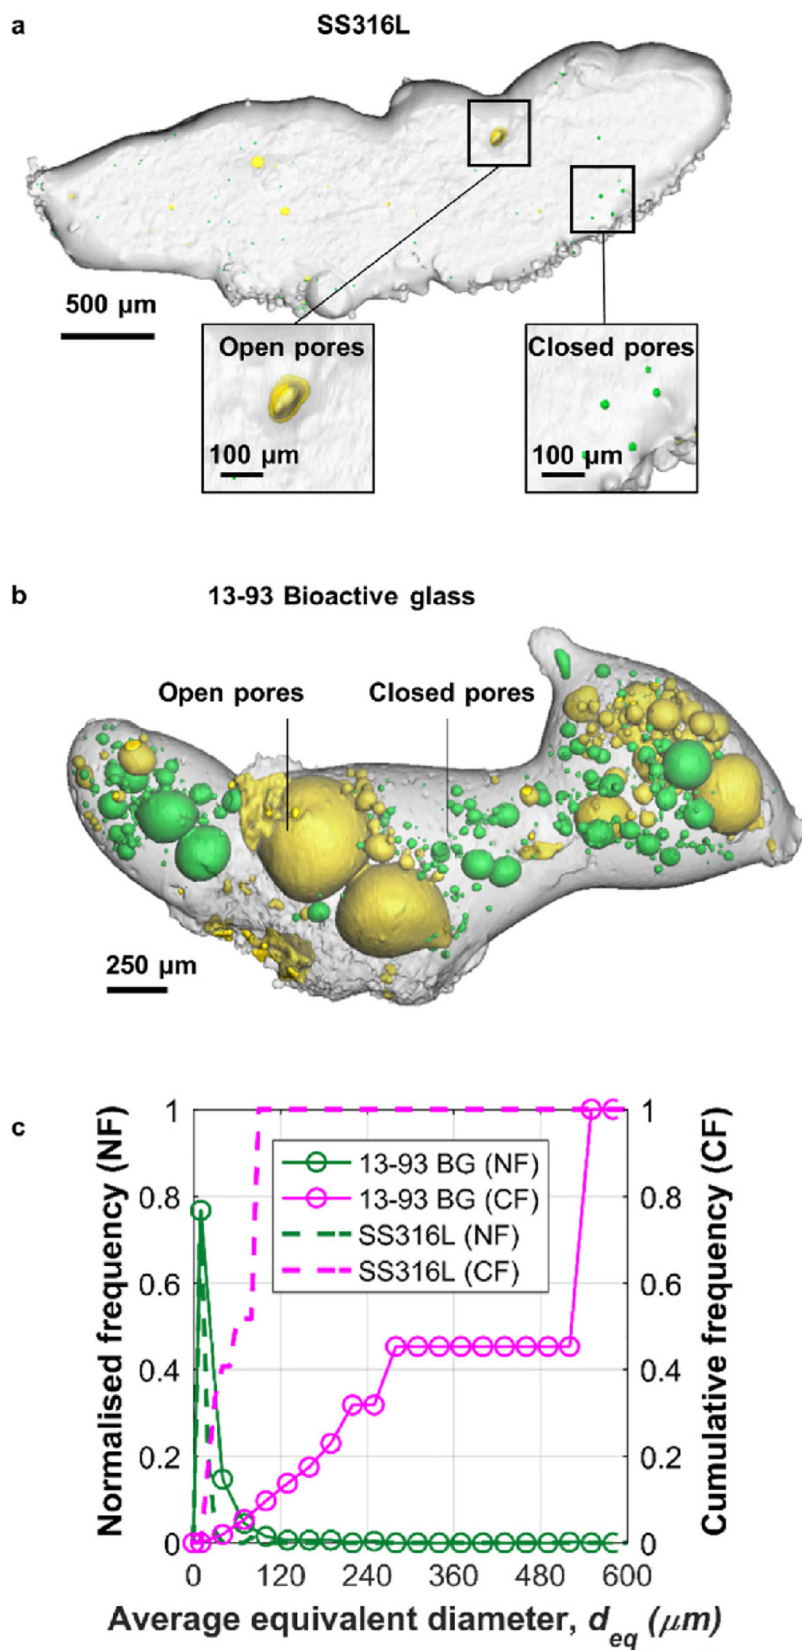 a
SS316L
500 µm
Open pores
100 µm
Closed pores
100 µm
b
13-93 Bioactive glass
Open pores
Closed pores
250 µm
c
Normalised frequency (NF)
1
0.8
0.6
0.4
0.2
0
13-93 BG (NF)
13-93 BG (CF)
SS316L (NF)
SS316L (CF)
1
0.8
0.6
0.4
0.2
0
Cumulative frequency (CF)
0 120 240 360 480 600
Average equivalent diameter, deq (µm)